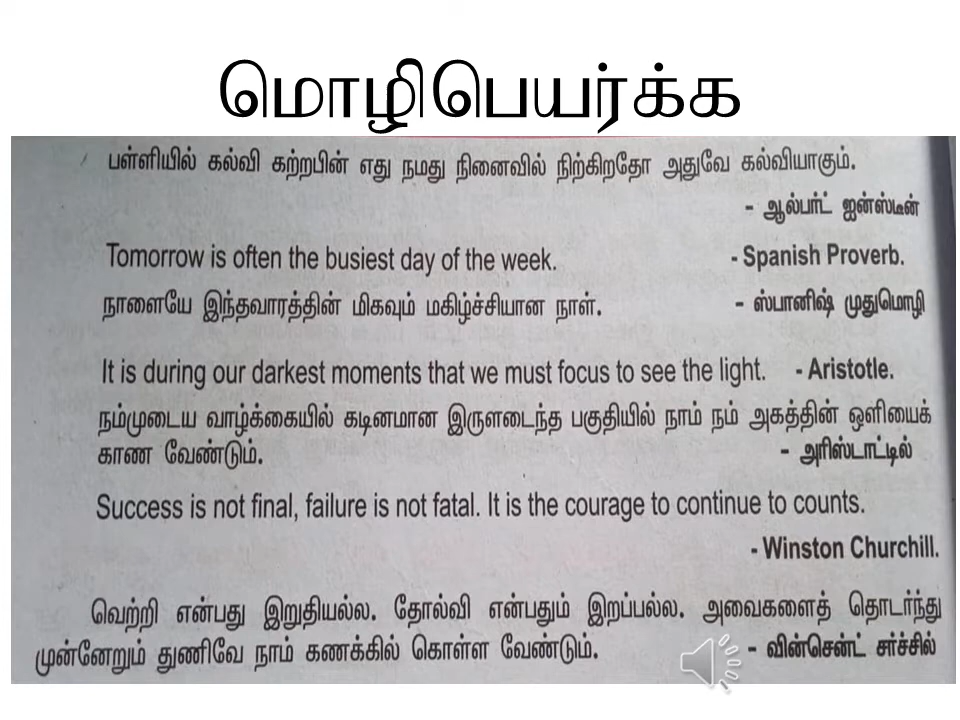 மொழிபெயர்க்க
பள்ளியில் கல்வி கற்றபின் எது நமது நினைவில் நிற்கிறதோ அதுவே கல்வியாகும்.
- ஆல்பர்ட் ஐன்ஸ்டீன்
Tomorrow is often the busiest day of the week. - Spanish Proverb.
நாளையே இந்தவாரத்தின் மிகவும் மகிழ்ச்சியான நாள். - ஸ்பானிஷ் முதுமொழி
It is during our darkest moments that we must focus to see the light. - Aristotle.
நம்முடைய வாழ்க்கையில் கடினமான இருளடைந்த பகுதியில் நாம் நம் அகத்தின் ஒளியைக்
காண வேண்டும். - அரிஸ்டாட்டில்
Success is not final, failure is not fatal. It is the courage to continue to counts.
- Winston Churchill.
வெற்றி என்பது இறுதியல்ல. தோல்வி என்பதும் இறப்பல்ல. அவைகளைத் தொடர்ந்து
முன்னேறும் துணிவே நாம் கணக்கில் கொள்ள வேண்டும். - வின்சென்ட் சர்ச்சில்